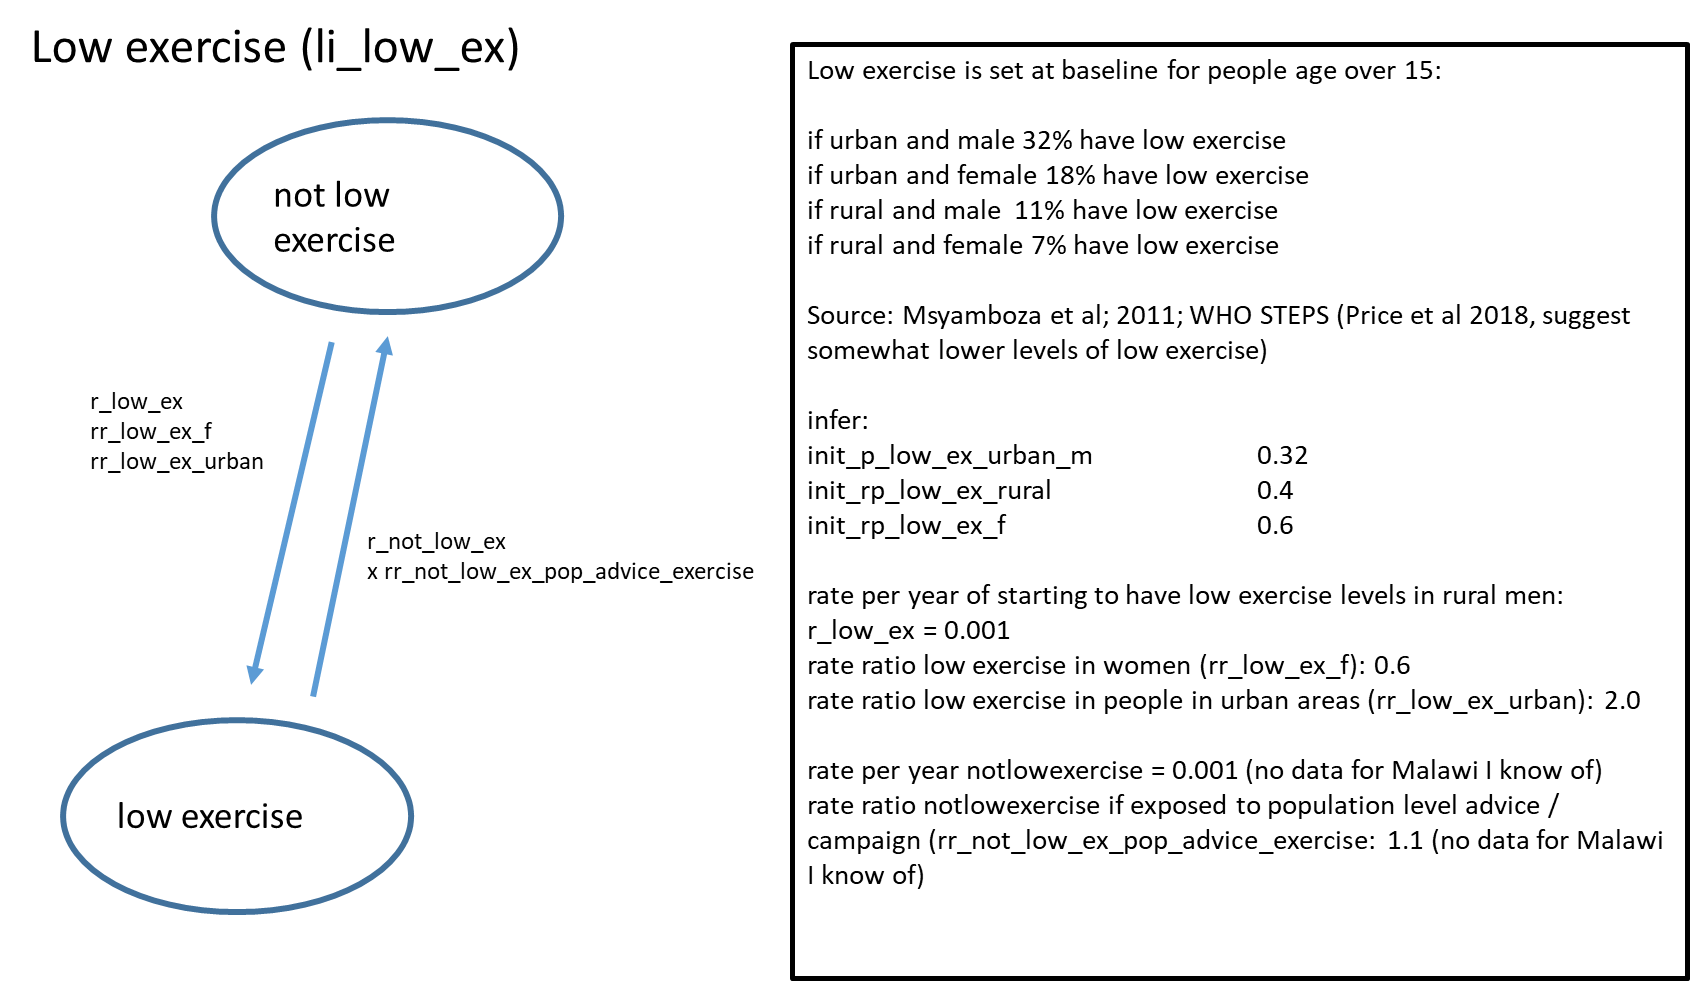 Low exercise (li_low_ex)
not low
exercise
r_low_ex
rr_low_ex_f
rr_low_ex_urban
r_not_low_ex
x rr_not_low_ex_pop_advice_exercise
low exercise
Low exercise is set at baseline for people age over 15:
if urban and male 32% have low exercise
if urban and female 18% have low exercise
if rural and male  11% have low exercise
if rural and female 7% have low exercise
Source: Msyamboza et al; 2011; WHO STEPS (Price et al 2018, suggest
somewhat lower levels of low exercise)
infer:
init_p_low_ex_urban_m 0.32
init_rp_low_ex_rural 0.4
init_rp_low_ex_f 0.6
rate per year of starting to have low exercise levels in rural men:
r_low_ex = 0.001
rate ratio low exercise in women (rr_low_ex_f): 0.6
rate ratio low exercise in people in urban areas (rr_low_ex_urban):  2.0
rate per year notlowexercise = 0.001 (no data for Malawi I know of)
rate ratio notlowexercise if exposed to population level advice /
campaign (rr_not_low_ex_pop_advice_exercise:  1.1 (no data for Malawi
I know of)